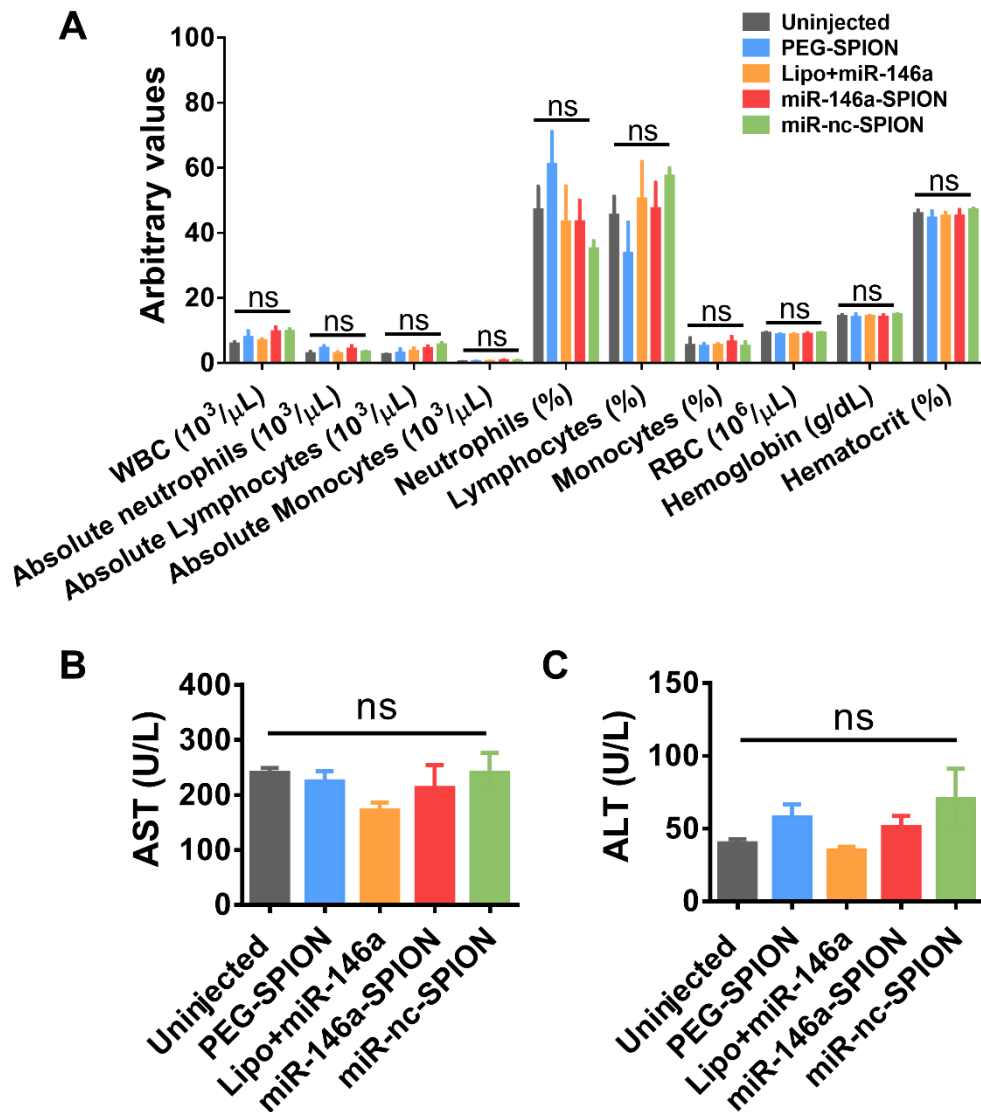 A
Uninjected
PEG-SPION
Lipo+miR-146a
miR-146a-SPION
miR-nc-SPION
Arbitrary values
100
80
60
40
20
0
ns
ns
ns
ns
ns
ns
ns
ns
ns
ns
WBC (10³/μL)
Absolute neutrophils (10³/μL)
Absolute Lymphocytes (10³/μL)
Absolute Monocytes (10³/μL)
Neutrophils (%)
Lymphocytes (%)
Monocytes (%)
RBC (10⁶/μL)
Hemoglobin (g/dL)
Hematocrit (%)
B
AST (U/L)
400
300
200
100
0
ns
Uninjected
PEG-SPION
Lipo+miR-146a
miR-146a-SPION
miR-nc-SPION
C
ALT (U/L)
150
100
50
0
ns
Uninjected
PEG-SPION
Lipo+miR-146a
miR-146a-SPION
miR-nc-SPION